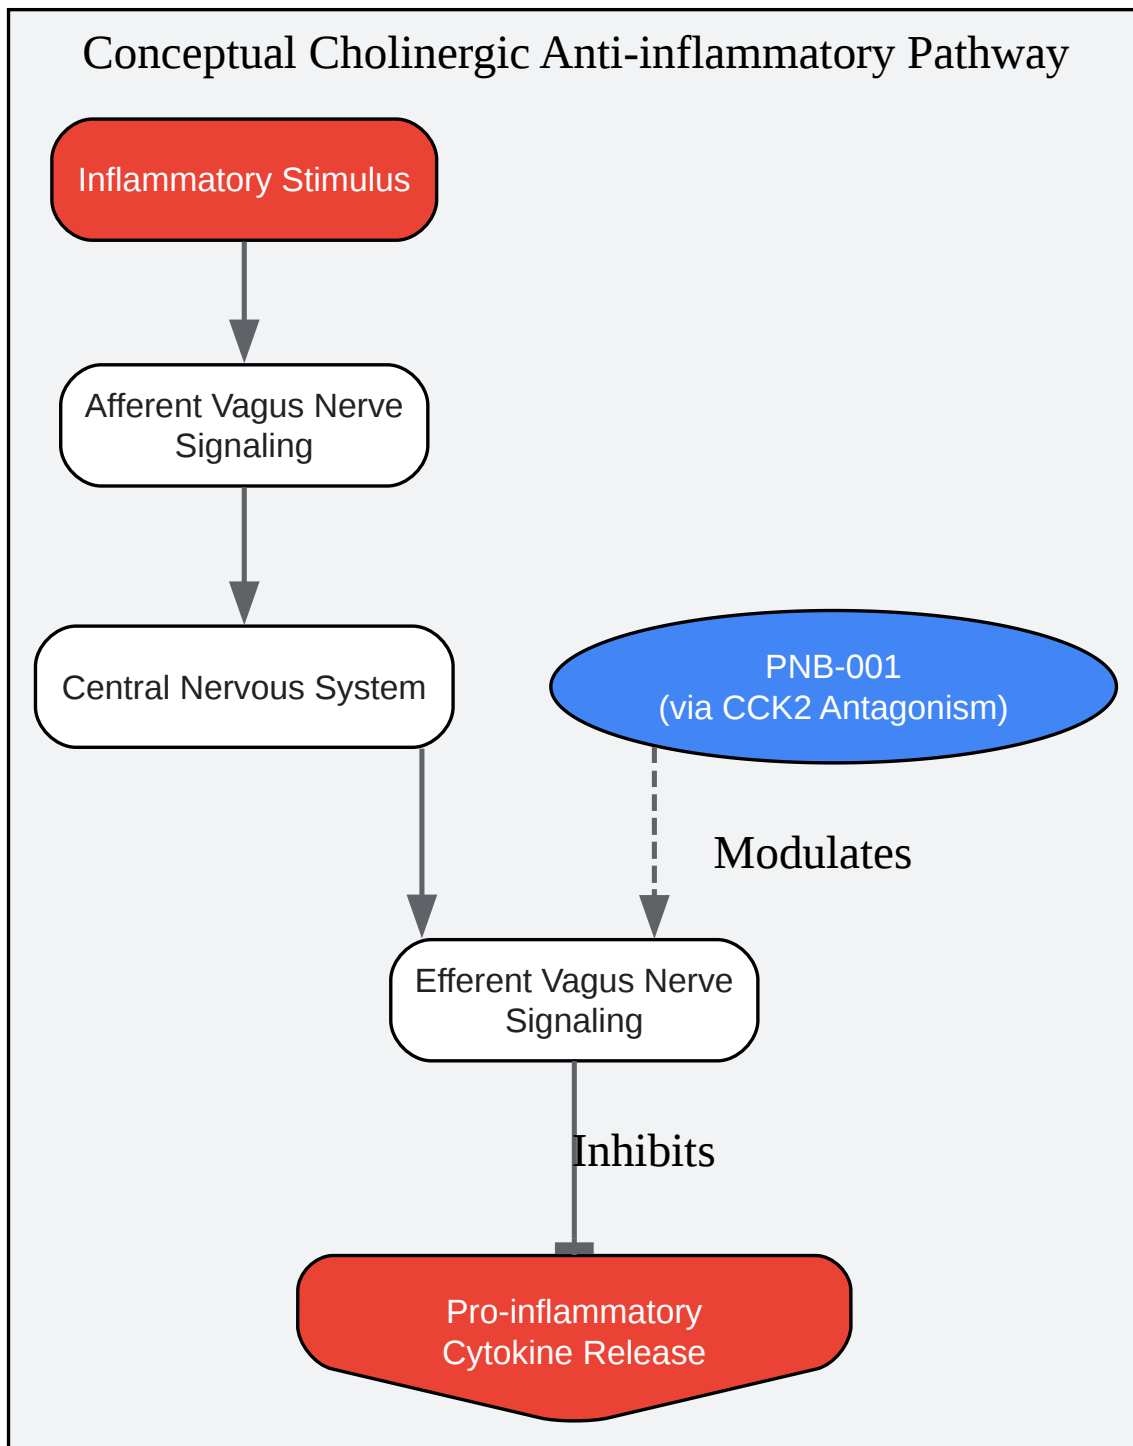 Conceptual Cholinergic Anti-inflammatory Pathway
Inflammatory Stimulus
Afferent Vagus Nerve
Signaling
Central Nervous System
PNB-001
(via CCK2 Antagonism)
Modulates
Efferent Vagus Nerve
Signaling
Inhibits
Pro-inflammatory
Cytokine Release